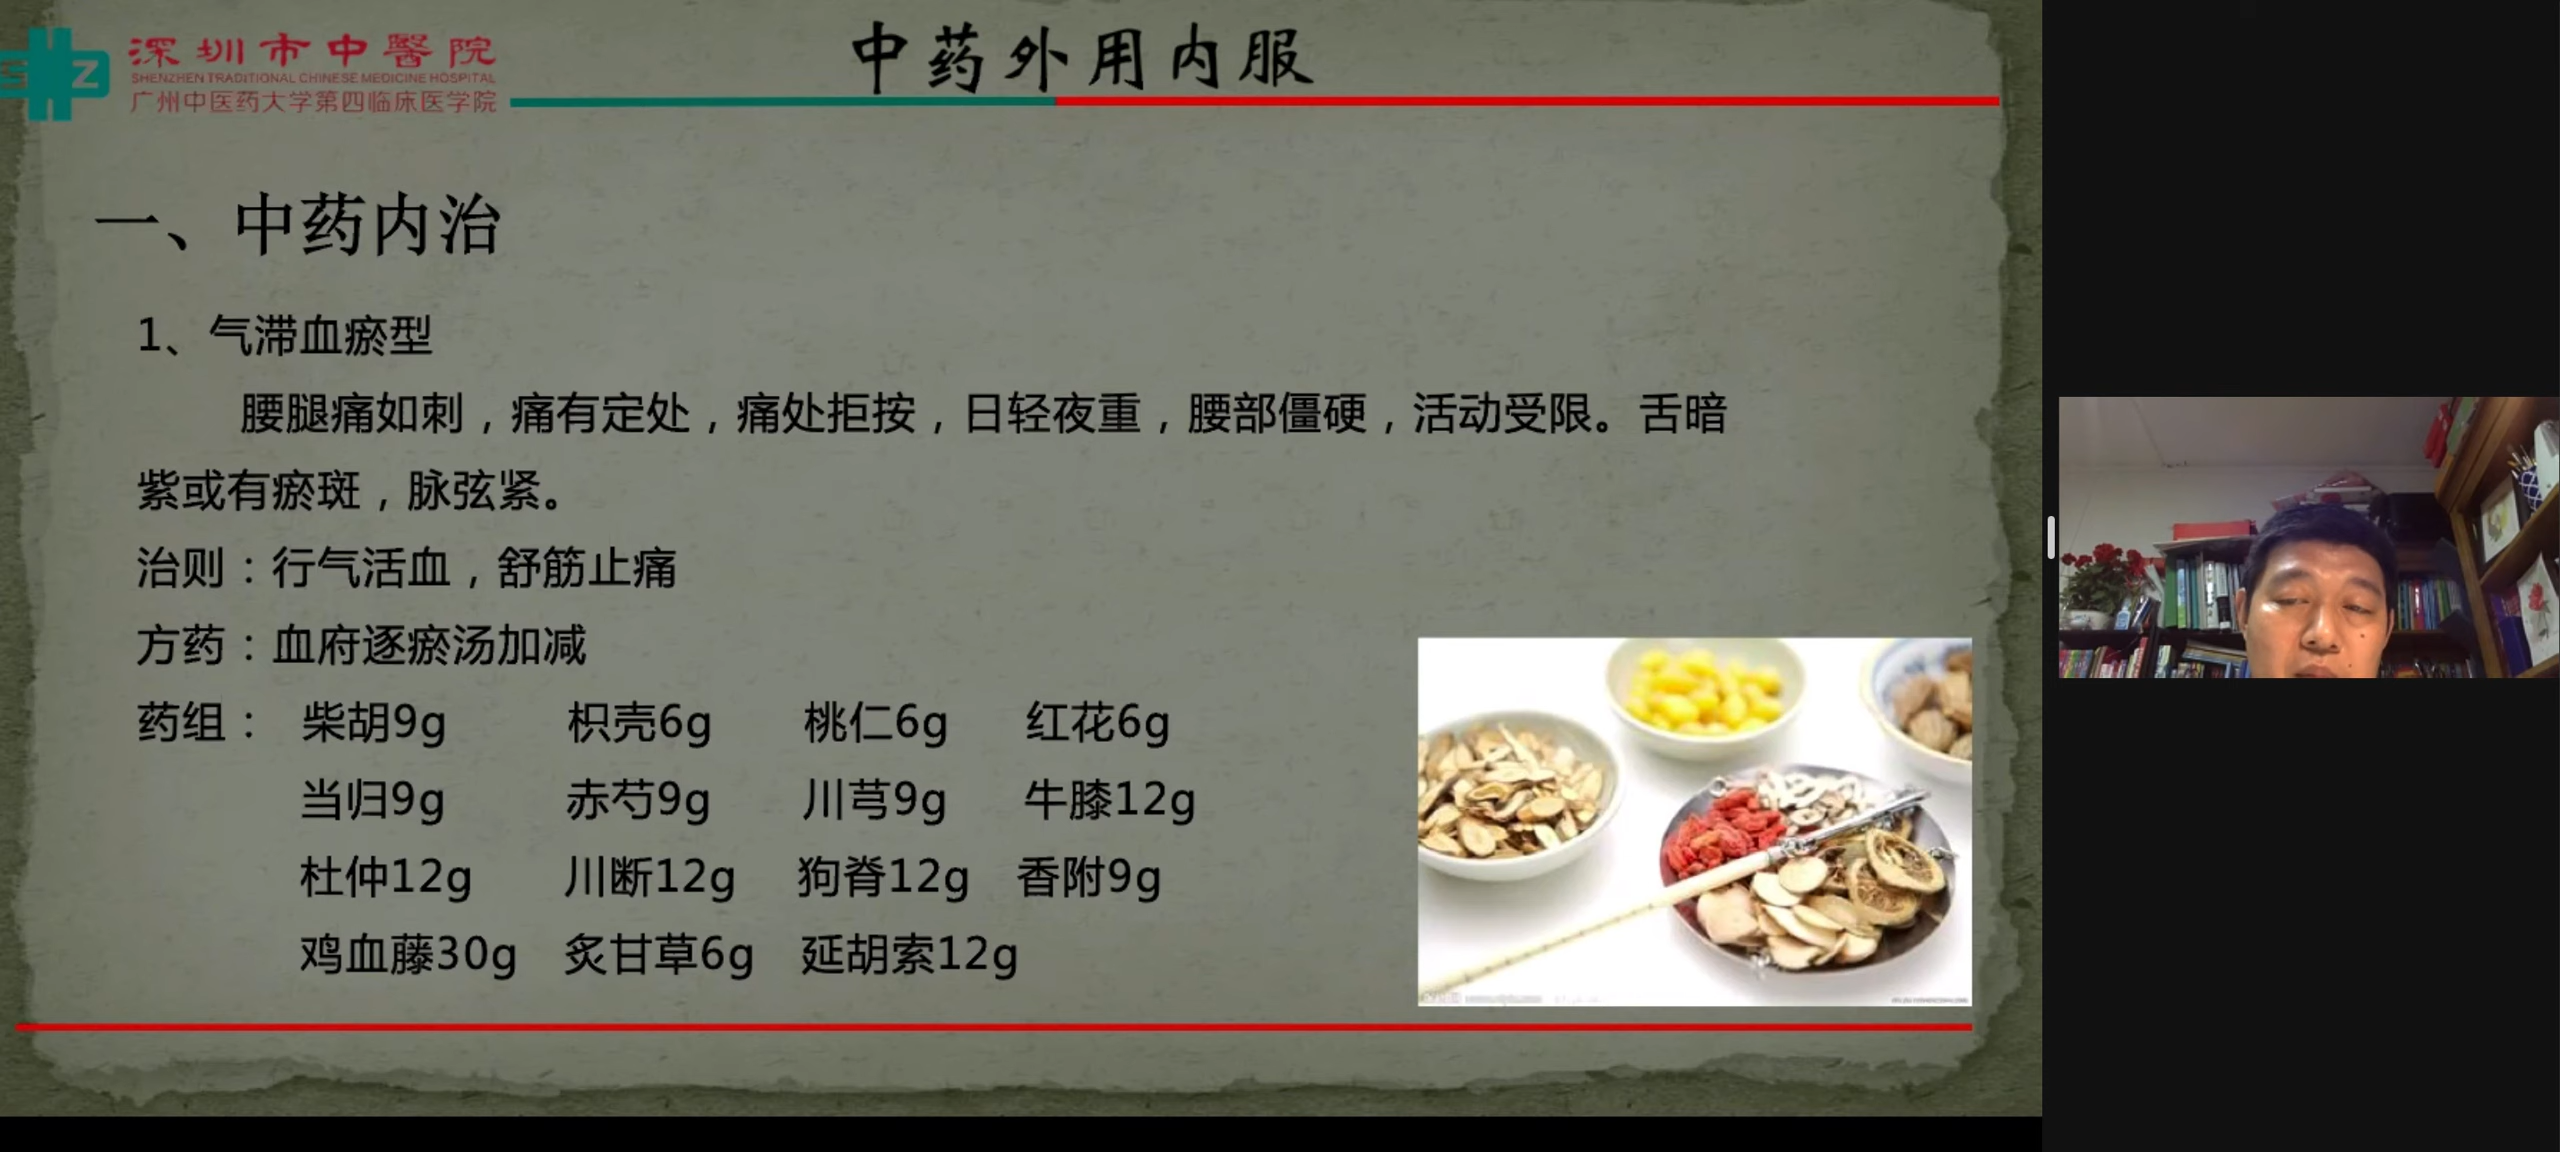 中药外用内服
SZ
深圳市中醫院
SHENZHEN TRADITIONAL CHINESE MEDICINE HOSPITAL
广州中医药大学第四临床医学院
一、中药内治
1、气滞血瘀型
腰腿痛如刺，痛有定处，痛处拒按，日轻夜重，腰部僵硬，活动受限。舌暗
紫或有瘀斑，脉弦紧。
治则：行气活血，舒筋止痛
方药：血府逐瘀汤加减
药组： 柴胡9g 枳壳6g 桃仁6g 红花6g
当归9g 赤芍9g 川芎9g 牛膝12g
杜仲12g 川断12g 狗脊12g 香附9g
鸡血藤30g 炙甘草6g 延胡索12g